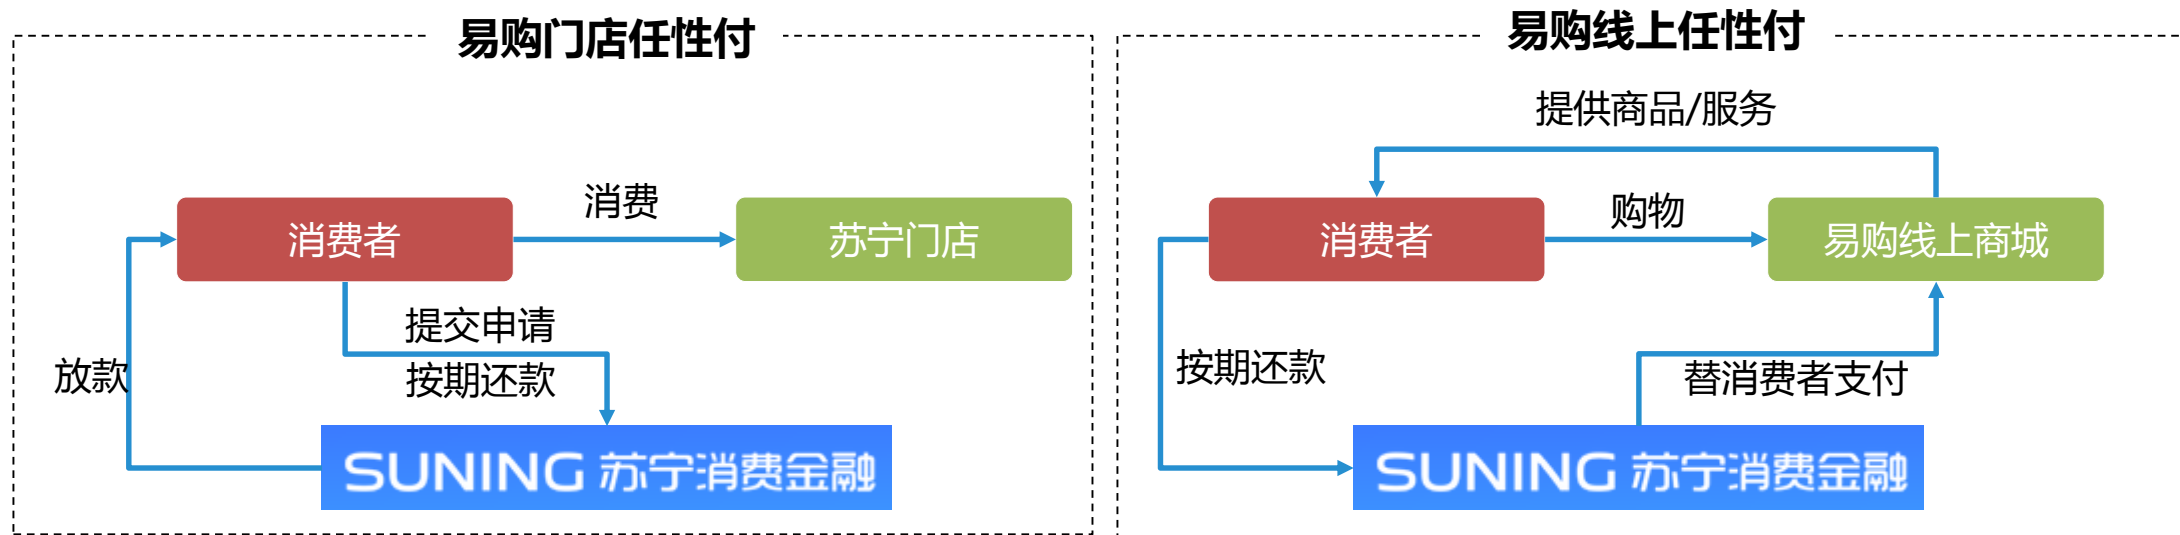 易购门店任性付
消费
消费者
苏宁门店
提交申请
放款
按期还款
SUNING 苏宁消费金融
易购线上任性付
提供商品/服务
购物
消费者
易购线上商城
按期还款
替消费者支付
SUNING 苏宁消费金融